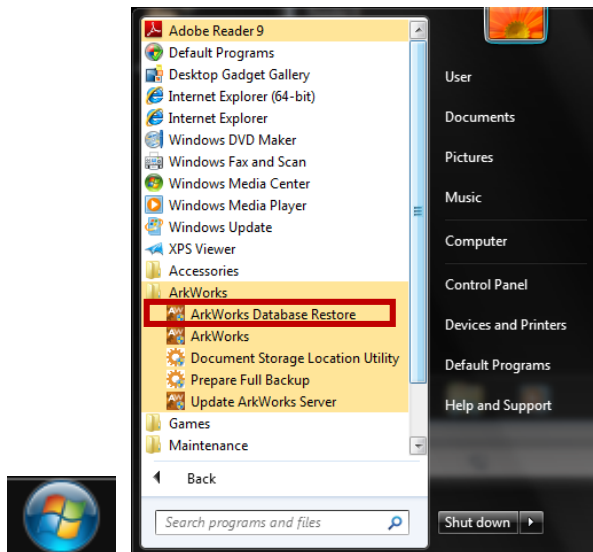 Adobe Reader 9
Default Programs
Desktop Gadget Gallery
Internet Explorer (64-bit)
Internet Explorer
Windows DVD Maker
Windows Fax and Scan
Windows Media Center
Windows Media Player
Windows Update
XPS Viewer
Accessories
ArkWorks
ArkWorks Database Restore
ArkWorks
Document Storage Location Utility
Prepare Full Backup
Update ArkWorks Server
Games
Maintenance
Back
Search programs and files
User
Documents
Pictures
Music
Computer
Control Panel
Devices and Printers
Default Programs
Help and Support
Shut down